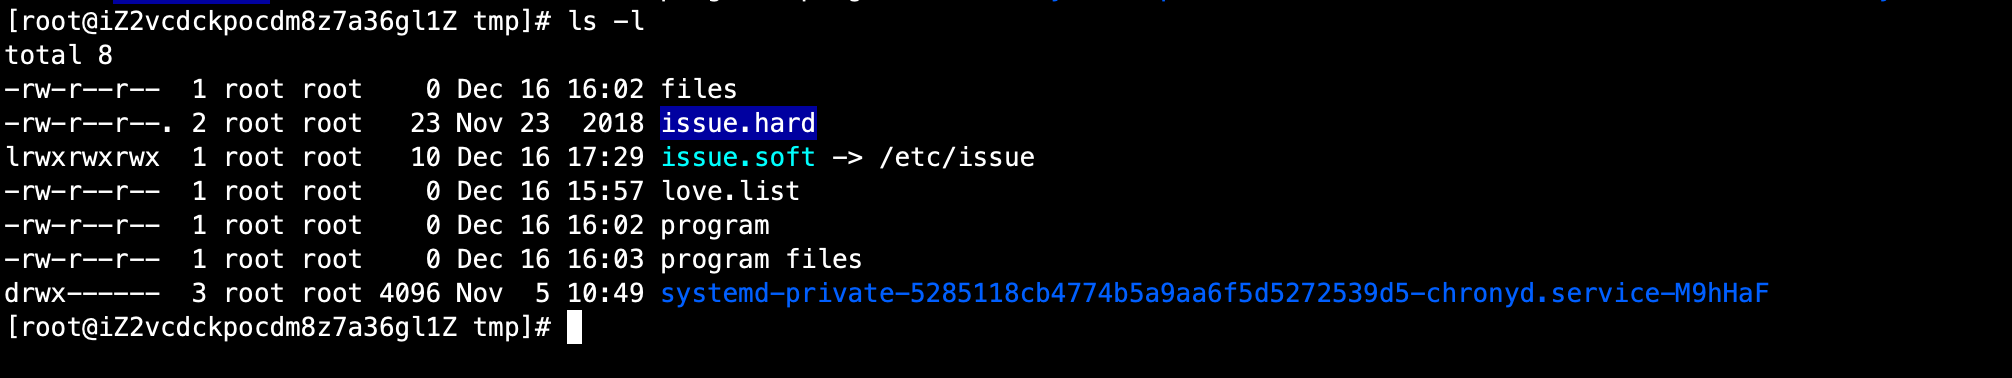 [root@iZ2vcdckpocdm8z7a36gl1Z tmp]# ls -l
total 8
-rw-r--r--  1 root root    0 Dec 16 16:02 files
-rw-r--r--. 2 root root   23 Nov 23  2018 issue.hard
lrwxrwxrwx  1 root root   10 Dec 16 17:29 issue.soft -> /etc/issue
-rw-r--r--  1 root root    0 Dec 16 15:57 love.list
-rw-r--r--  1 root root    0 Dec 16 16:02 program
-rw-r--r--  1 root root    0 Dec 16 16:03 program files
drwx------  3 root root 4096 Nov  5 10:49 systemd-private-5285118cb4774b5a9aa6f5d5272539d5-chronyd.service-M9hHaF
[root@iZ2vcdckpocdm8z7a36gl1Z tmp]#